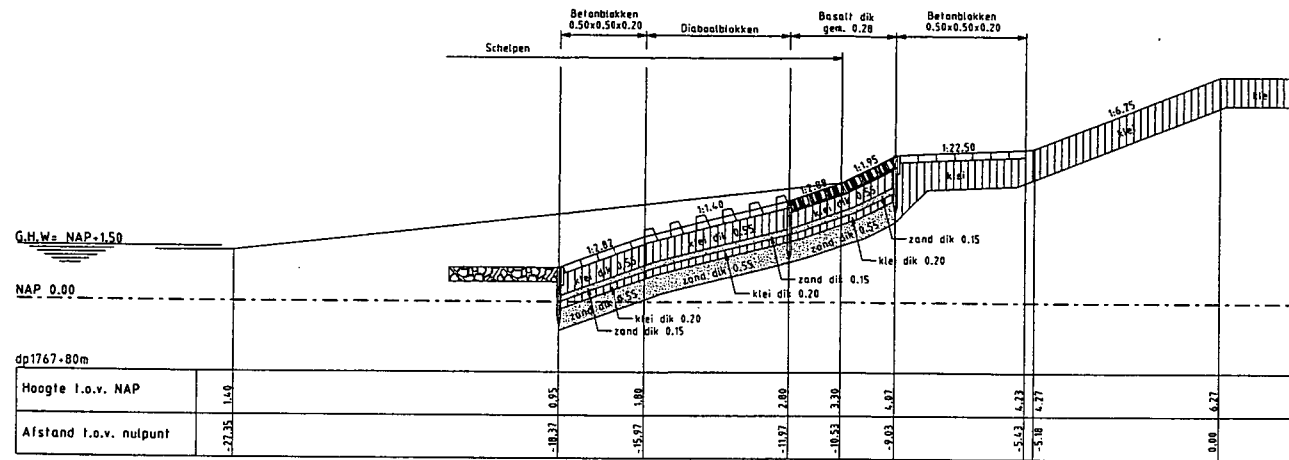 Betonblokken
0.50x0.50x0.20
Diabaalblokken
Basalt dik
gem. 0.28
Betonblokken
0.50x0.50x0.20
Schelpen
1:6.75
klei
klei
1:22.50
klei
1:1.95
1:2.88
klei dik 0.55
1:1.40
klei dik 0.55
1:2.82
klei dik 0.55
zand dik 0.55
zand dik 0.55
zand dik 0.55
zand dik 0.15
klei dik 0.20
zand dik 0.15
klei dik 0.20
klei dik 0.20
zand dik 0.15
G.H.W= NAP+1.50
NAP 0.00
dp1767+80m
Hoogte t.o.v. NAP 1.40 0.95 1.80 2.80 3.30 4.07 4.23 4.27 6.27
Afstand t.o.v. nulpunt -27.35 -18.37 -15.97 -11.97 -10.53 -9.03 -5.43 -5.18 0.00